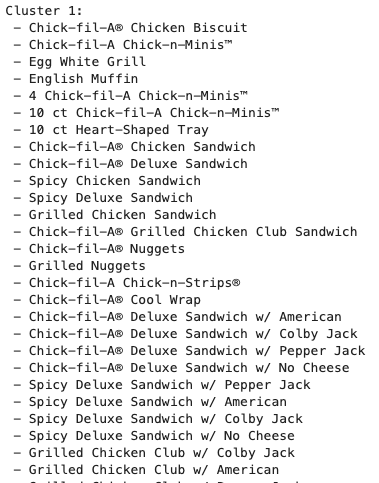 Cluster 1:
– Chick-fil-A® Chicken Biscuit
– Chick-fil-A Chick-n-Minis™
– Egg White Grill
– English Muffin
– 4 Chick-fil-A Chick-n-Minis™
– 10 ct Chick-fil-A Chick-n-Minis™
– 10 ct Heart-Shaped Tray
– Chick-fil-A® Chicken Sandwich
– Chick-fil-A® Deluxe Sandwich
– Spicy Chicken Sandwich
– Spicy Deluxe Sandwich
– Grilled Chicken Sandwich
– Chick-fil-A® Grilled Chicken Club Sandwich
– Chick-fil-A® Nuggets
– Grilled Nuggets
– Chick-fil-A Chick-n-Strips®
– Chick-fil-A® Cool Wrap
– Chick-fil-A® Deluxe Sandwich w/ American
– Chick-fil-A® Deluxe Sandwich w/ Colby Jack
– Chick-fil-A® Deluxe Sandwich w/ Pepper Jack
– Chick-fil-A® Deluxe Sandwich w/ No Cheese
– Spicy Deluxe Sandwich w/ Pepper Jack
– Spicy Deluxe Sandwich w/ American
– Spicy Deluxe Sandwich w/ Colby Jack
– Spicy Deluxe Sandwich w/ No Cheese
– Grilled Chicken Club w/ Colby Jack
– Grilled Chicken Club w/ American